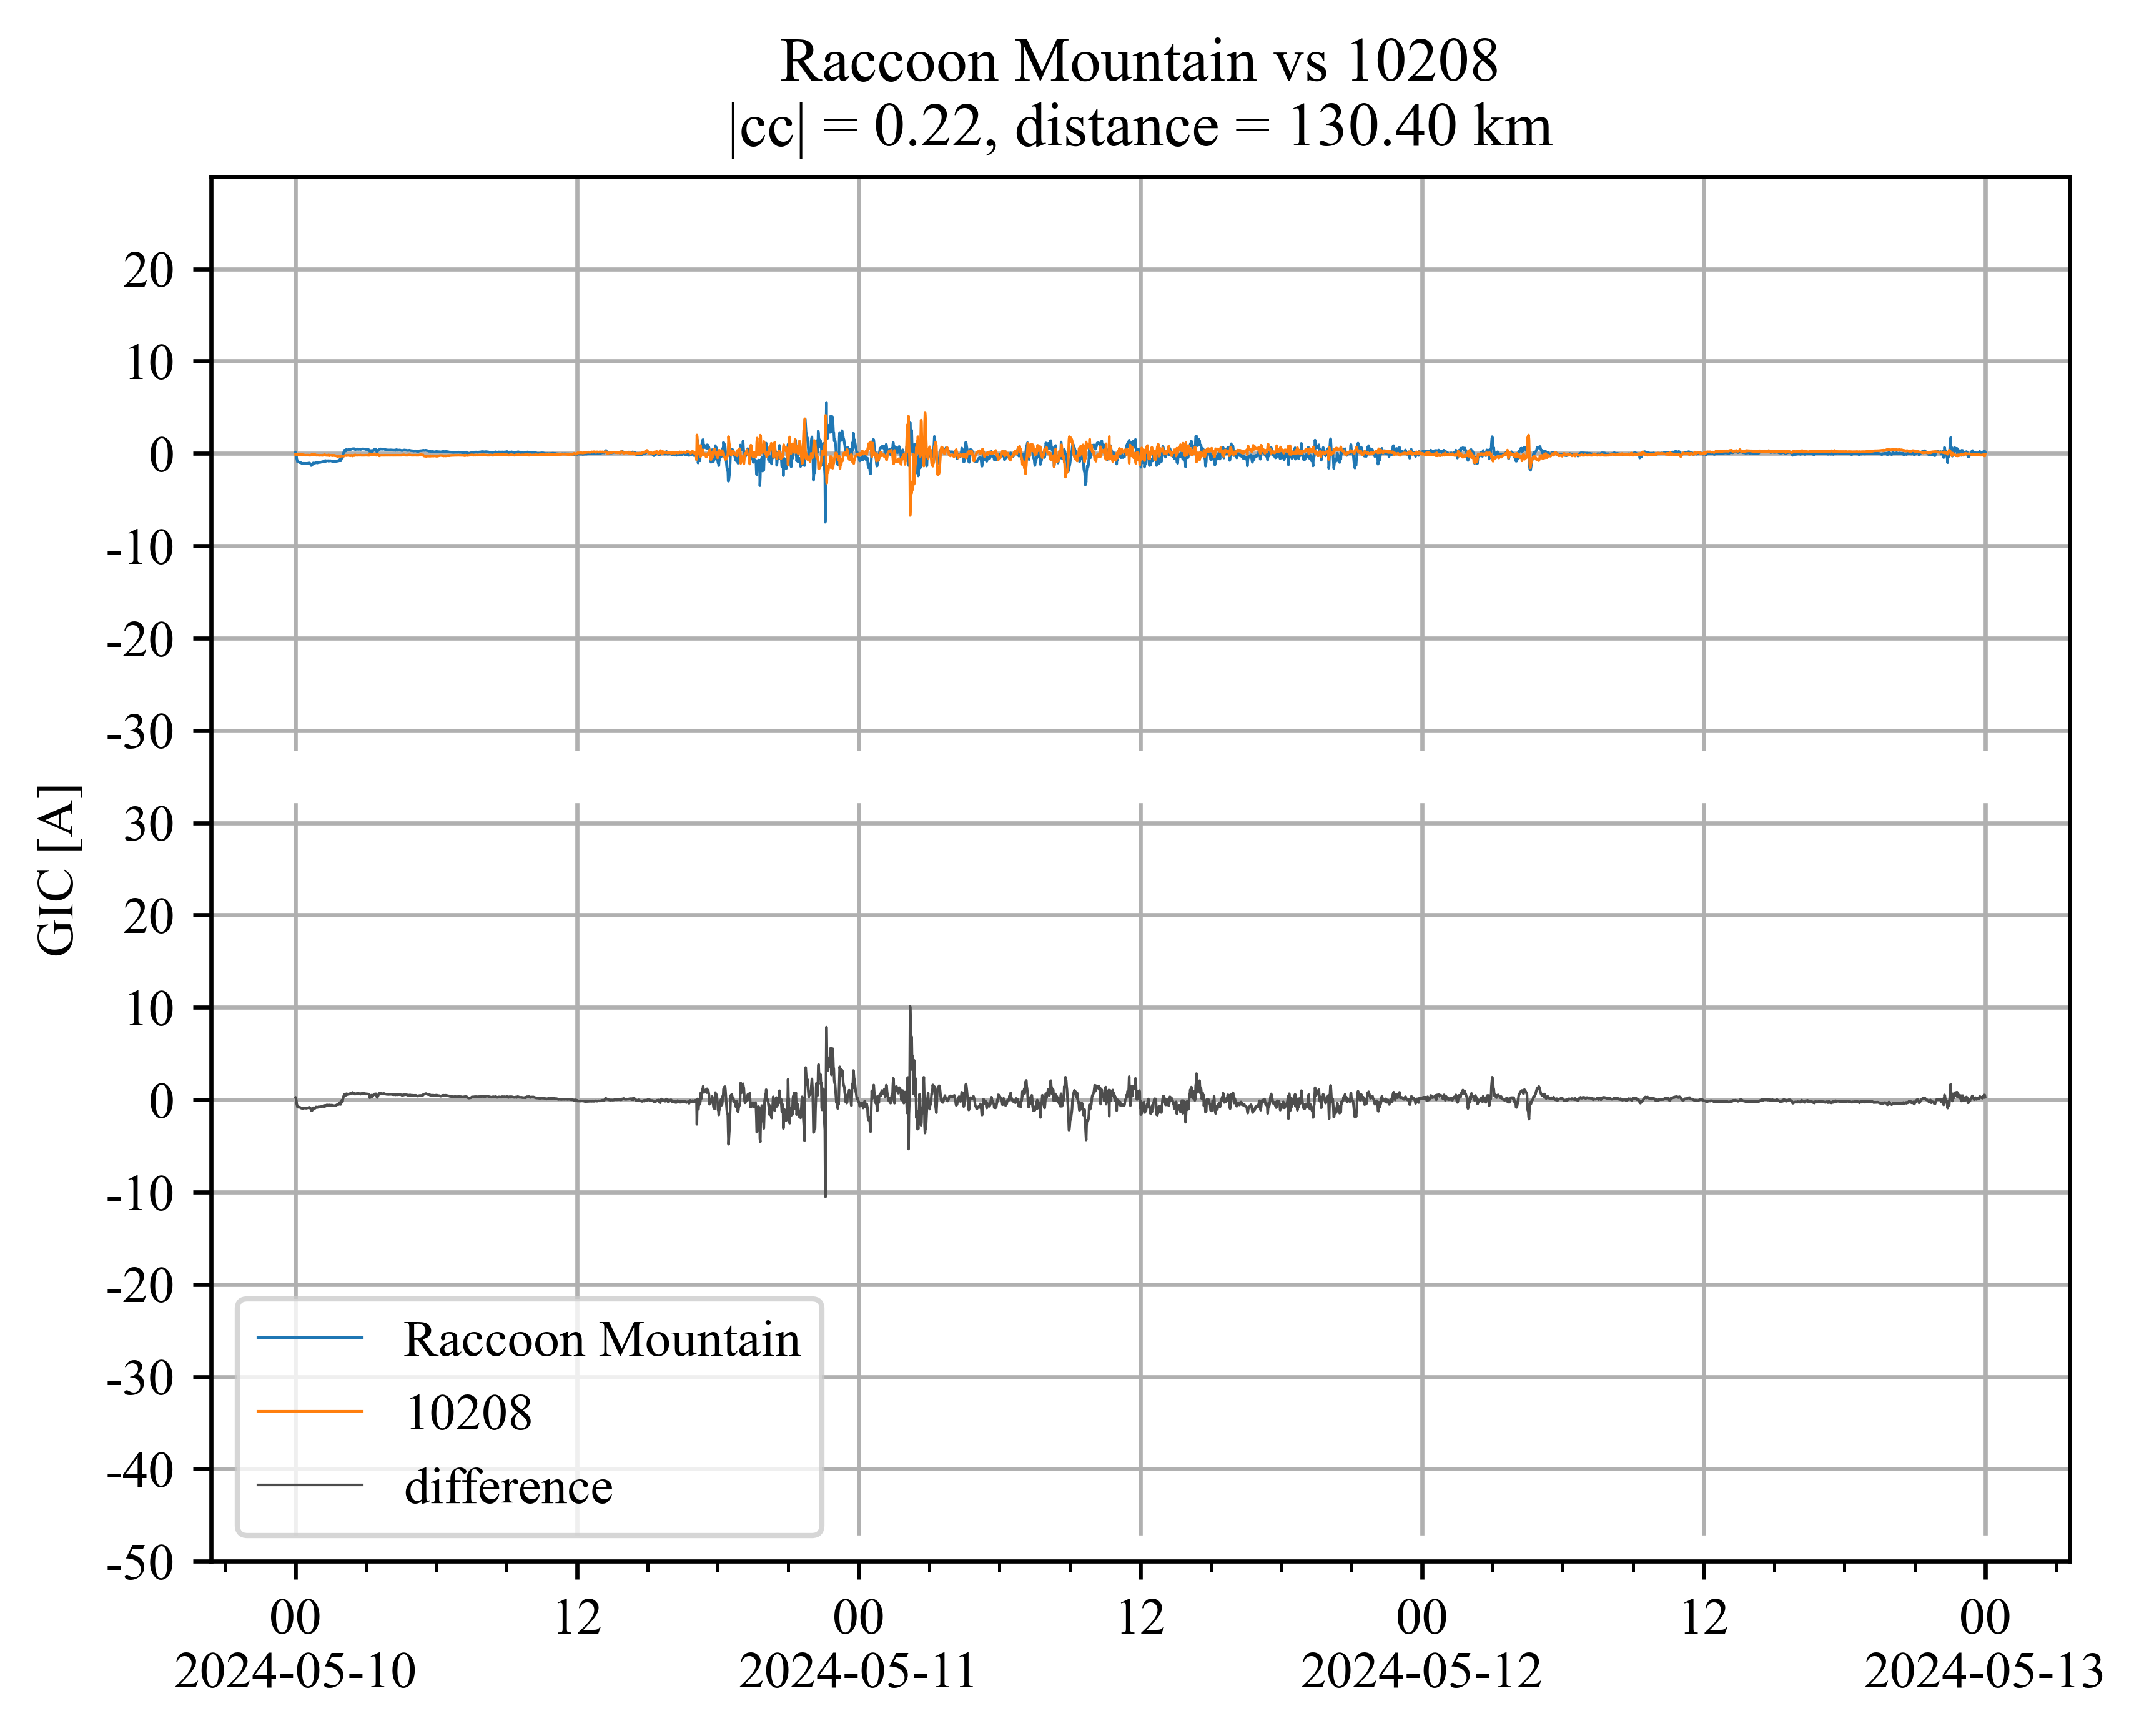 Raccoon Mountain vs 10208
|cc| = 0.22, distance = 130.40 km
20
10
0
-10
-20
-30
30
20
10
0
-10
-20
-30
-40
-50
GIC [A]
Raccoon Mountain
10208
difference
00 12 00 12 00 12 00
2024-05-10 2024-05-11 2024-05-12 2024-05-13